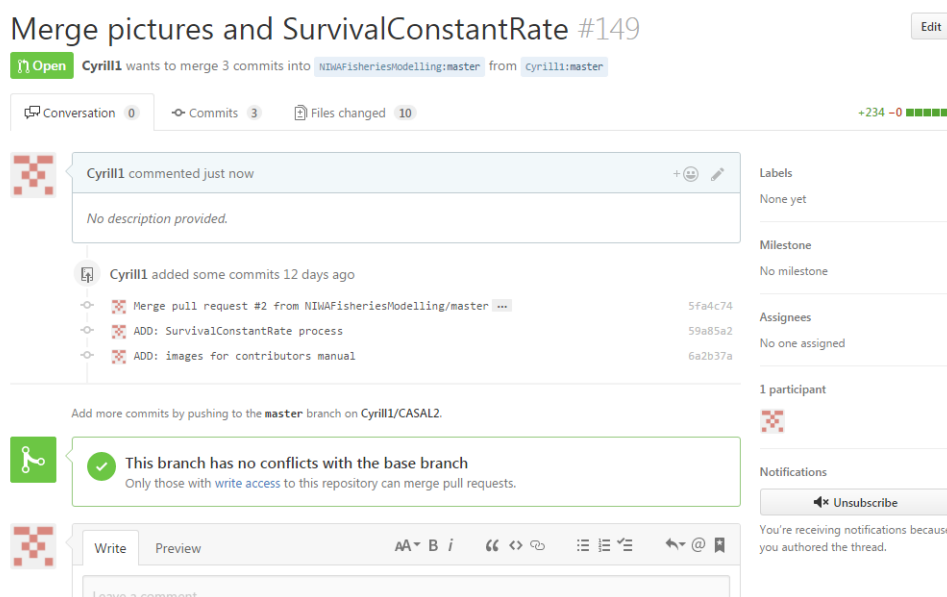 Merge pictures and SurvivalConstantRate #149
Edit
Open Cyrill1 wants to merge 3 commits into NIWAFisheriesModelling:master from Cyrill1:master
Conversation 0 Commits 3 Files changed 10 +234 −0
Cyrill1 commented just now
No description provided.
Cyrill1 added some commits 12 days ago
Merge pull request #2 from NIWAFisheriesModelling/master ... 5fa4c74
ADD: SurvivalConstantRate process 59a85a2
ADD: images for contributors manual 6a2b37a
Add more commits by pushing to the master branch on Cyrill1/CASAL2.
This branch has no conflicts with the base branch
Only those with write access to this repository can merge pull requests.
Write Preview AA B i
Leave a comment
Labels
None yet
Milestone
No milestone
Assignees
No one assigned
1 participant
Notifications
Unsubscribe
You're receiving notifications because
you authored the thread.